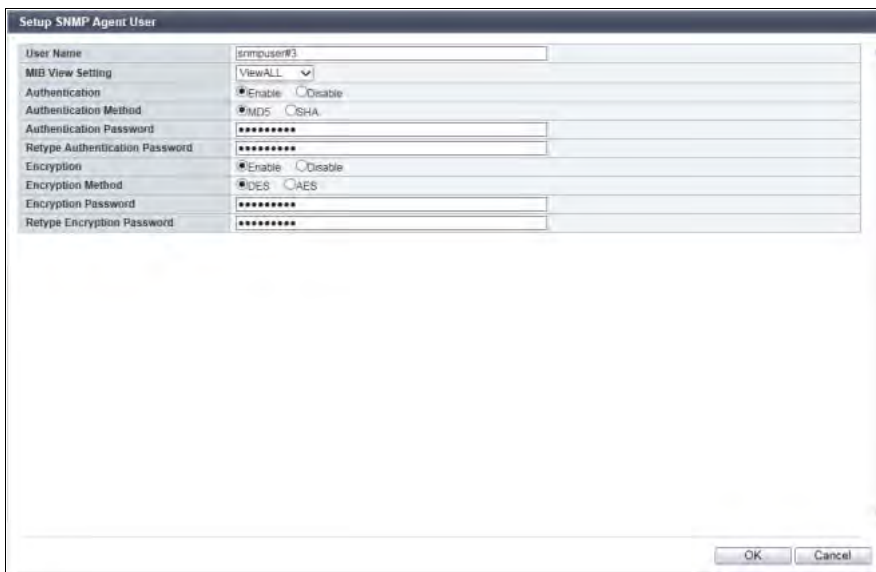 Setup SNMP Agent User
User Name snmpuser#3
MIB View Setting ViewALL
Authentication Enable Disable
Authentication Method MD5 SHA
Authentication Password •••••••••
Retype Authentication Password •••••••••
Encryption Enable Disable
Encryption Method DES AES
Encryption Password •••••••••
Retype Encryption Password •••••••••
OK Cancel